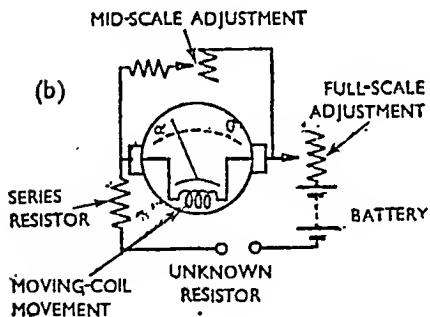 MID-SCALE ADJUSTMENT
(b)
FULL-SCALE
ADJUSTMENT
SERIES
RESISTOR
BATTERY
UNKNOWN
RESISTOR
MOVING-COIL
MOVEMENT